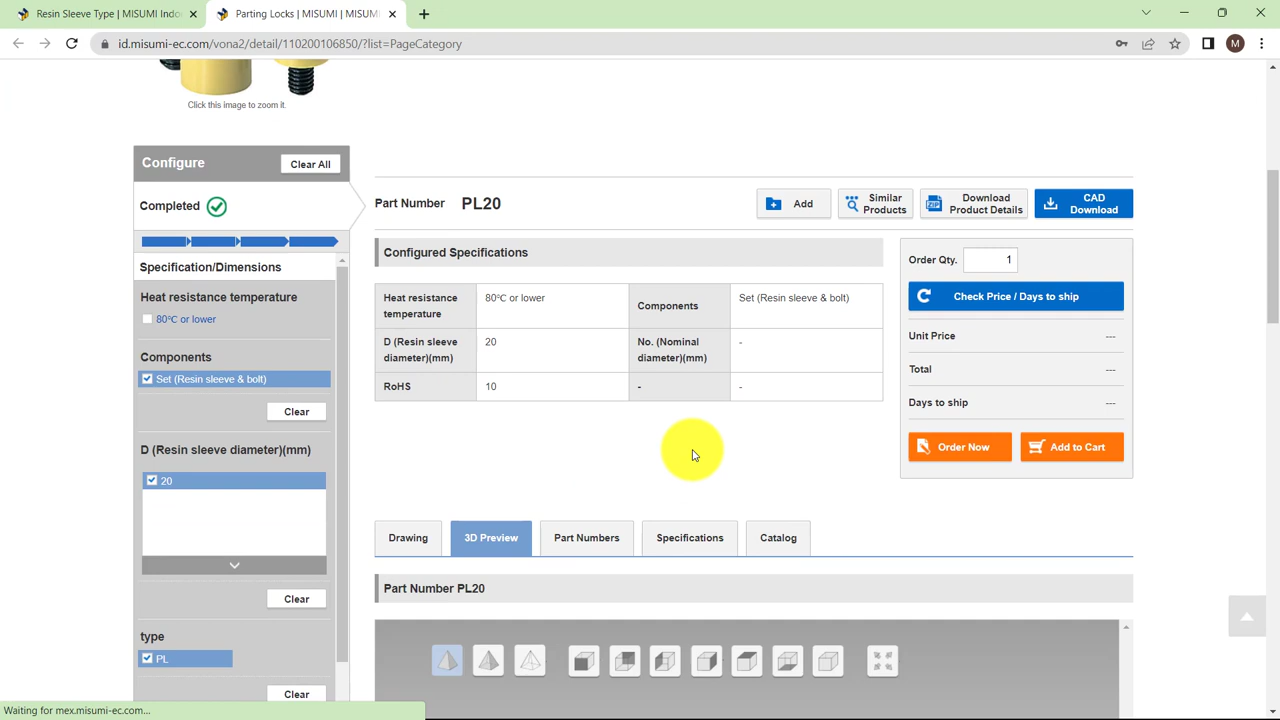 Resin Sleeve Type | MISUMI Indo
Parting Locks | MISUMI | MISUM
id.misumi-ec.com/vona2/detail/110200106850/?list=PageCategory
M
Click this image to zoom it.
Configure
Clear All
Completed
Part Number PL20
Add
Similar
Products
Download
Product Details
CAD
Download
Specification/Dimensions
Heat resistance temperature
80℃ or lower
Components
Set (Resin sleeve & bolt)
Clear
D (Resin sleeve diameter)(mm)
20
Clear
type
PL
Clear
Configured Specifications
Heat resistance
temperature
80℃ or lower
Components
Set (Resin sleeve & bolt)
D (Resin sleeve
diameter)(mm)
20
No. (Nominal
diameter)(mm)
-
RoHS
10
-
-
Order Qty.
1
Check Price / Days to ship
Unit Price ---
Total ---
Days to ship ---
Order Now
Add to Cart
Drawing
3D Preview
Part Numbers
Specifications
Catalog
Part Number PL20
Waiting for mex.misumi-ec.com...